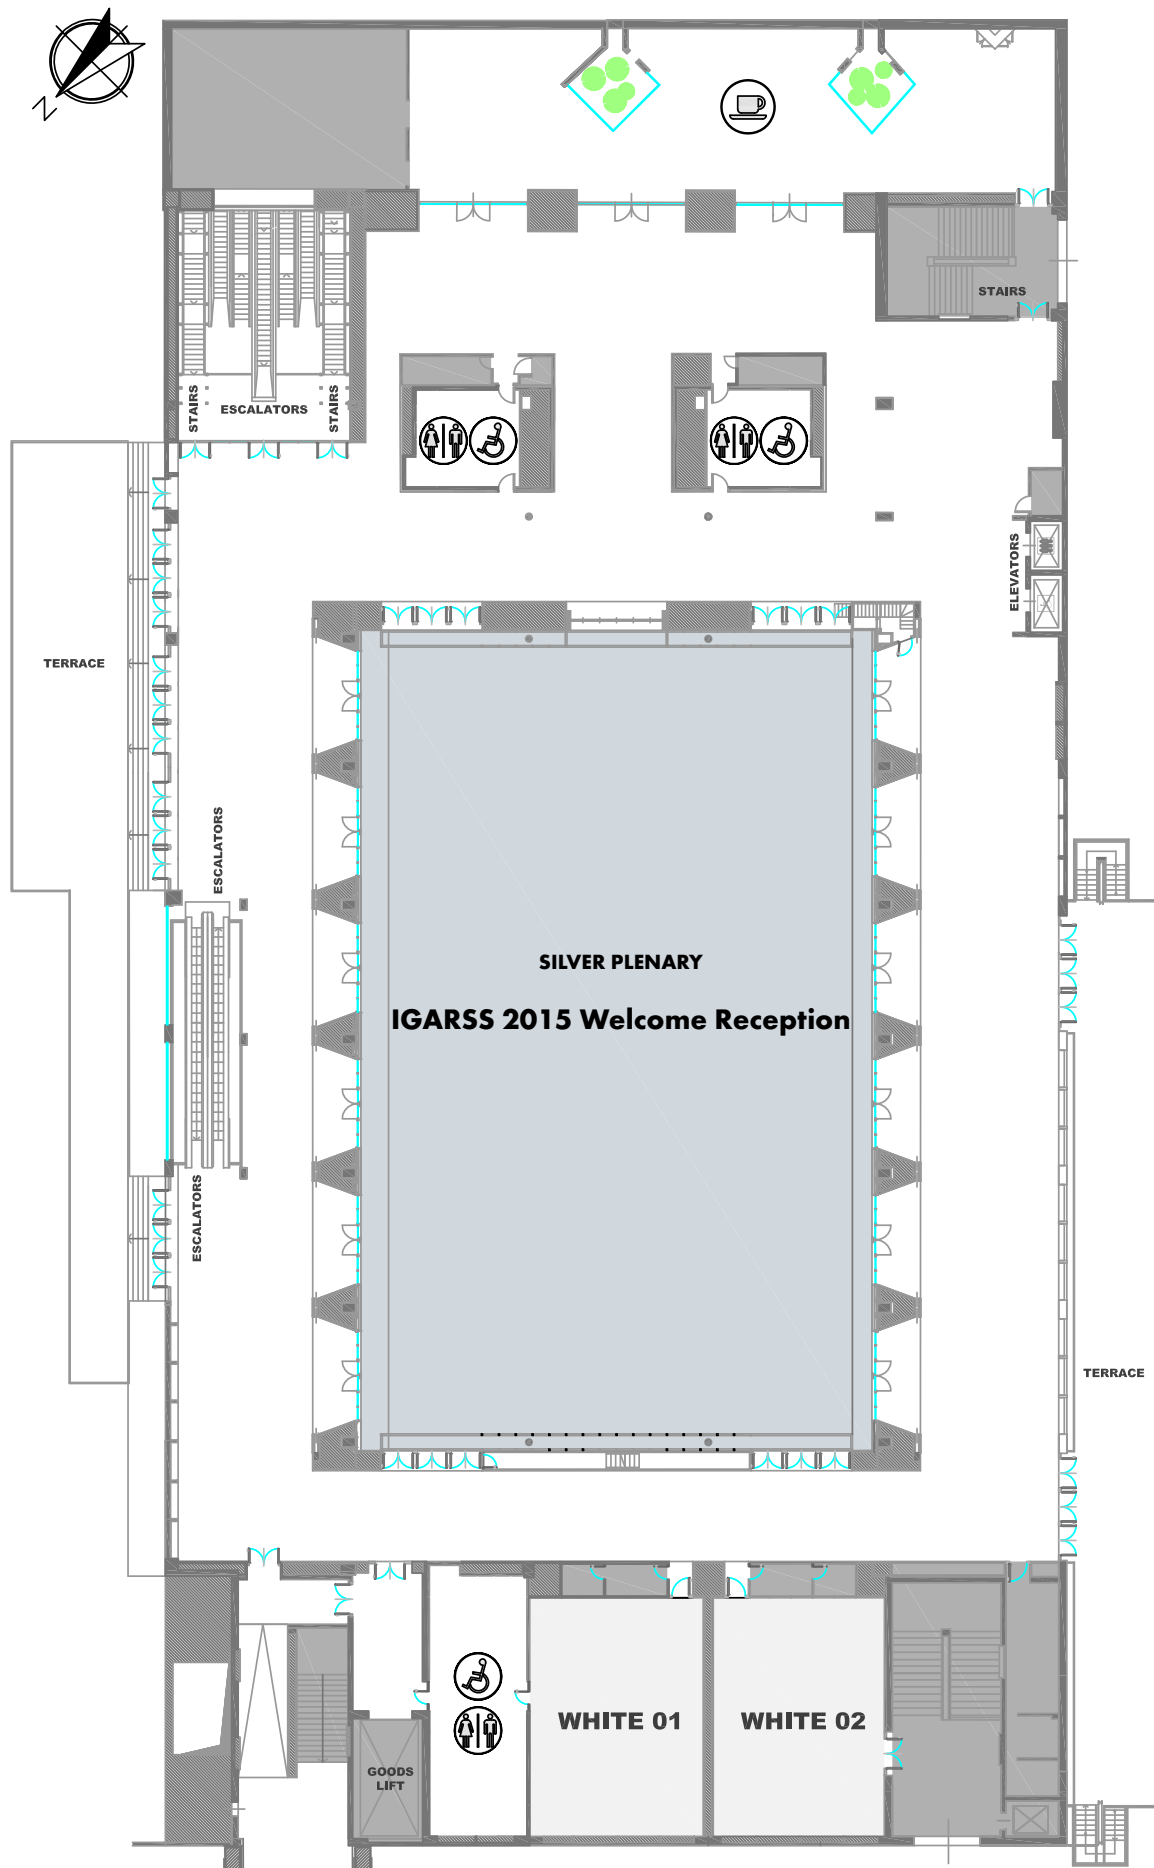 N
STAIRS
STAIRS
ESCALATORS
STAIRS
ELEVATORS
TERRACE
ESCALATORS
SILVER PLENARY
IGARSS 2015 Welcome Reception
ESCALATORS
TERRACE
WHITE 01
WHITE 02
GOODS
LIFT